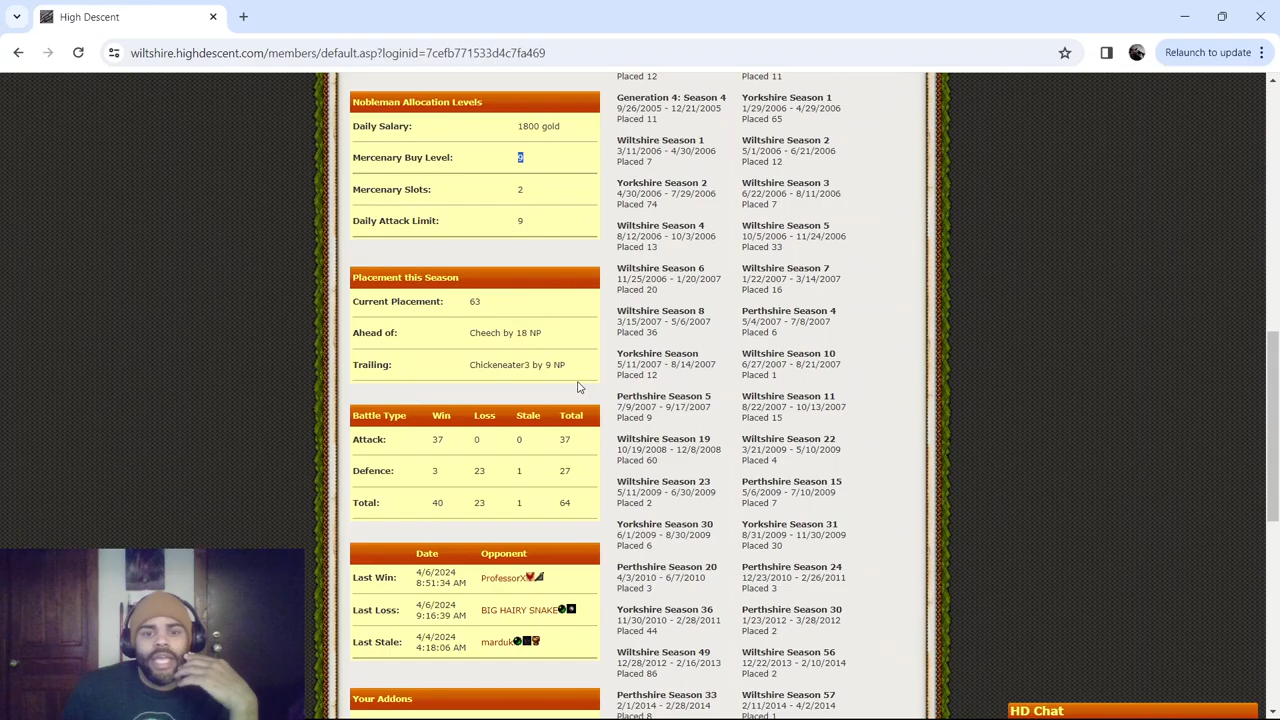 High Descent
wiltshire.highdescent.com/members/default.asp?loginid=7cefb771533d4c7fa469
Relaunch to update
Nobleman Allocation Levels
Daily Salary: 1800 gold
Mercenary Buy Level: 9
Mercenary Slots: 2
Daily Attack Limit: 9
Placement this Season
Current Placement: 63
Ahead of: Cheech by 18 NP
Trailing: Chickeneater3 by 9 NP
Battle Type Win Loss Stale Total
Attack: 37 0 0 37
Defence: 3 23 1 27
Total: 40 23 1 64
Date Opponent
Last Win: 4/6/2024 8:51:34 AM ProfessorX
Last Loss: 4/6/2024 9:16:39 AM BIG HAIRY SNAKE
Last Stale: 4/4/2024 4:18:06 AM marduk
Your Addons
Placed 12 Placed 11
Generation 4: Season 4 Yorkshire Season 1
9/26/2005 - 12/21/2005 1/29/2006 - 4/29/2006
Placed 11 Placed 65
Wiltshire Season 1 Wiltshire Season 2
3/11/2006 - 4/30/2006 5/1/2006 - 6/21/2006
Placed 7 Placed 12
Yorkshire Season 2 Wiltshire Season 3
4/30/2006 - 7/29/2006 6/22/2006 - 8/11/2006
Placed 74 Placed 7
Wiltshire Season 4 Wiltshire Season 5
8/12/2006 - 10/3/2006 10/5/2006 - 11/24/2006
Placed 13 Placed 33
Wiltshire Season 6 Wiltshire Season 7
11/25/2006 - 1/20/2007 1/22/2007 - 3/14/2007
Placed 20 Placed 16
Wiltshire Season 8 Perthshire Season 4
3/15/2007 - 5/6/2007 5/4/2007 - 7/8/2007
Placed 36 Placed 6
Yorkshire Season Wiltshire Season 10
5/11/2007 - 8/14/2007 6/27/2007 - 8/21/2007
Placed 12 Placed 1
Perthshire Season 5 Wiltshire Season 11
7/9/2007 - 9/17/2007 8/22/2007 - 10/13/2007
Placed 9 Placed 15
Wiltshire Season 19 Wiltshire Season 22
10/19/2008 - 12/8/2008 3/21/2009 - 5/10/2009
Placed 60 Placed 4
Wiltshire Season 23 Perthshire Season 15
5/11/2009 - 6/30/2009 5/6/2009 - 7/10/2009
Placed 2 Placed 7
Yorkshire Season 30 Yorkshire Season 31
6/1/2009 - 8/30/2009 8/31/2009 - 11/30/2009
Placed 6 Placed 30
Perthshire Season 20 Perthshire Season 24
4/3/2010 - 6/7/2010 12/23/2010 - 2/26/2011
Placed 3 Placed 3
Yorkshire Season 36 Perthshire Season 30
11/30/2010 - 2/28/2011 1/23/2012 - 3/28/2012
Placed 44 Placed 2
Wiltshire Season 49 Wiltshire Season 56
12/28/2012 - 2/16/2013 12/22/2013 - 2/10/2014
Placed 86 Placed 2
Perthshire Season 33 Wiltshire Season 57
2/1/2014 - 2/28/2014 2/11/2014 - 4/2/2014
Placed 8 Placed 1
HD Chat